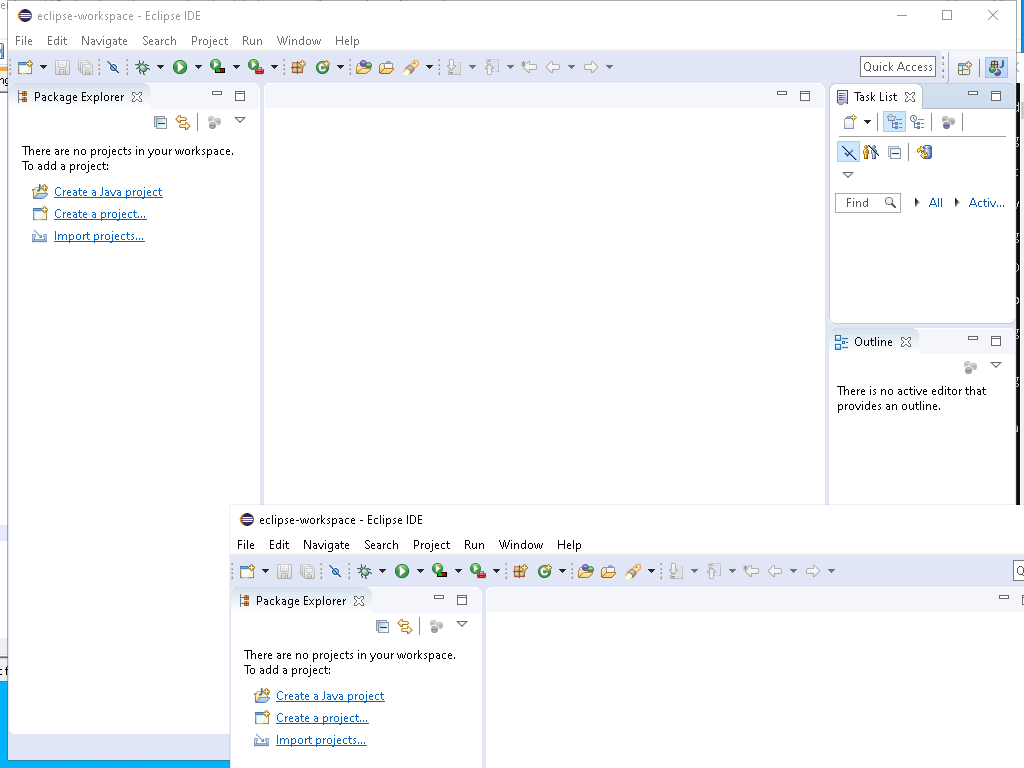 eclipse-workspace - Eclipse IDE
File Edit Navigate Search Project Run Window Help
Quick Access
Package Explorer
There are no projects in your workspace.
To add a project:
Create a Java project
Create a project...
Import projects...
Task List
Find All Activ...
Outline
There is no active editor that
provides an outline.
eclipse-workspace - Eclipse IDE
File Edit Navigate Search Project Run Window Help
Package Explorer
There are no projects in your workspace.
To add a project:
Create a Java project
Create a project...
Import projects...